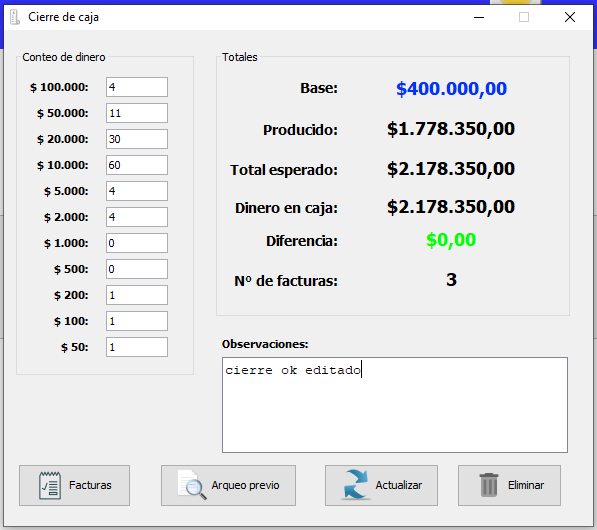 Cierre de caja
Conteo de dinero
$ 100.000: 4
$ 50.000: 11
$ 20.000: 30
$ 10.000: 60
$ 5.000: 4
$ 2.000: 4
$ 1.000: 0
$ 500: 0
$ 200: 1
$ 100: 1
$ 50: 1
Totales
Base: $400.000,00
Producido: $1.778.350,00
Total esperado: $2.178.350,00
Dinero en caja: $2.178.350,00
Diferencia: $0,00
Nº de facturas: 3
Observaciones:
cierre ok editado
Facturas
Arqueo previo
Actualizar
Eliminar